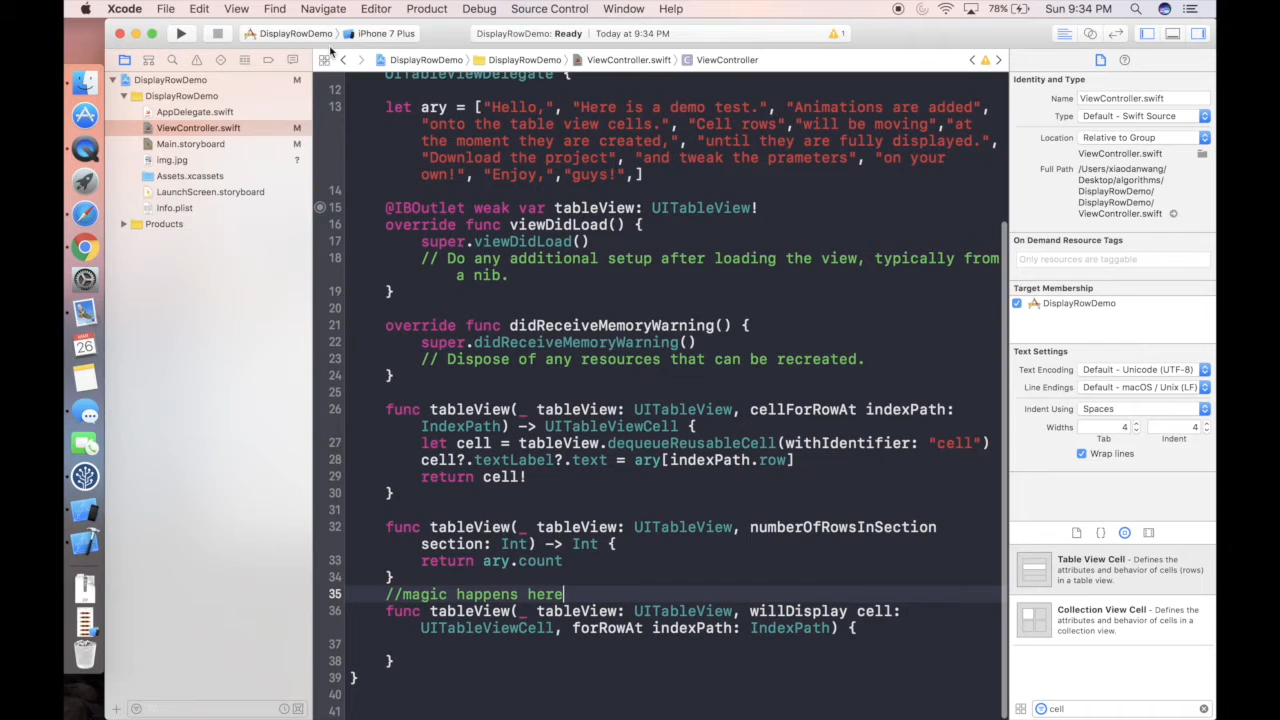 Xcode File Edit View Find Navigate Editor Product Debug Source Control Window Help 78% Sun 9:34 PM
DisplayRowDemo iPhone 7 Plus DisplayRowDemo: Ready Today at 9:34 PM 1
DisplayRowDemo DisplayRowDemo ViewController.swift ViewController
DisplayRowDemo M
DisplayRowDemo
AppDelegate.swift
ViewController.swift M
Main.storyboard M
img.jpg ?
Assets.xcassets
LaunchScreen.storyboard
Info.plist
Products
26
UITableViewDelegate {
12
13 let ary = ["Hello,", "Here is a demo test.", "Animations are added",
"onto the table view cells.", "Cell rows","will be moving","at
the moment they are created,", "until they are fully displayed.",
"Download the project", "and tweak the prameters", "on your
own!", "Enjoy,","guys!",]
14
15 @IBOutlet weak var tableView: UITableView!
16 override func viewDidLoad() {
17 super.viewDidLoad()
18 // Do any additional setup after loading the view, typically from
a nib.
19 }
20
21 override func didReceiveMemoryWarning() {
22 super.didReceiveMemoryWarning()
23 // Dispose of any resources that can be recreated.
24 }
25
26 func tableView(_ tableView: UITableView, cellForRowAt indexPath:
IndexPath) -> UITableViewCell {
27 let cell = tableView.dequeueReusableCell(withIdentifier: "cell")
28 cell?.textLabel?.text = ary[indexPath.row]
29 return cell!
30 }
31
32 func tableView(_ tableView: UITableView, numberOfRowsInSection
section: Int) -> Int {
33 return ary.count
34 }
35 //magic happens here
36 func tableView(_ tableView: UITableView, willDisplay cell:
UITableViewCell, forRowAt indexPath: IndexPath) {
37
38 }
39 }
40
41
Identity and Type
Name ViewController.swift
Type Default - Swift Source
Location Relative to Group
ViewController.swift
Full Path /Users/xiaodanwang/
Desktop/algorithms/
DisplayRowDemo/
DisplayRowDemo/
ViewController.swift
On Demand Resource Tags
Only resources are taggable
Target Membership
DisplayRowDemo
Text Settings
Text Encoding Default - Unicode (UTF-8)
Line Endings Default - macOS / Unix (LF)
Indent Using Spaces
Widths 4 4
Tab Indent
Wrap lines
Table View Cell - Defines the
attributes and behavior of cells (rows)
in a table view.
Collection View Cell - Defines the
attributes and behavior of cells in a
collection view.
cell